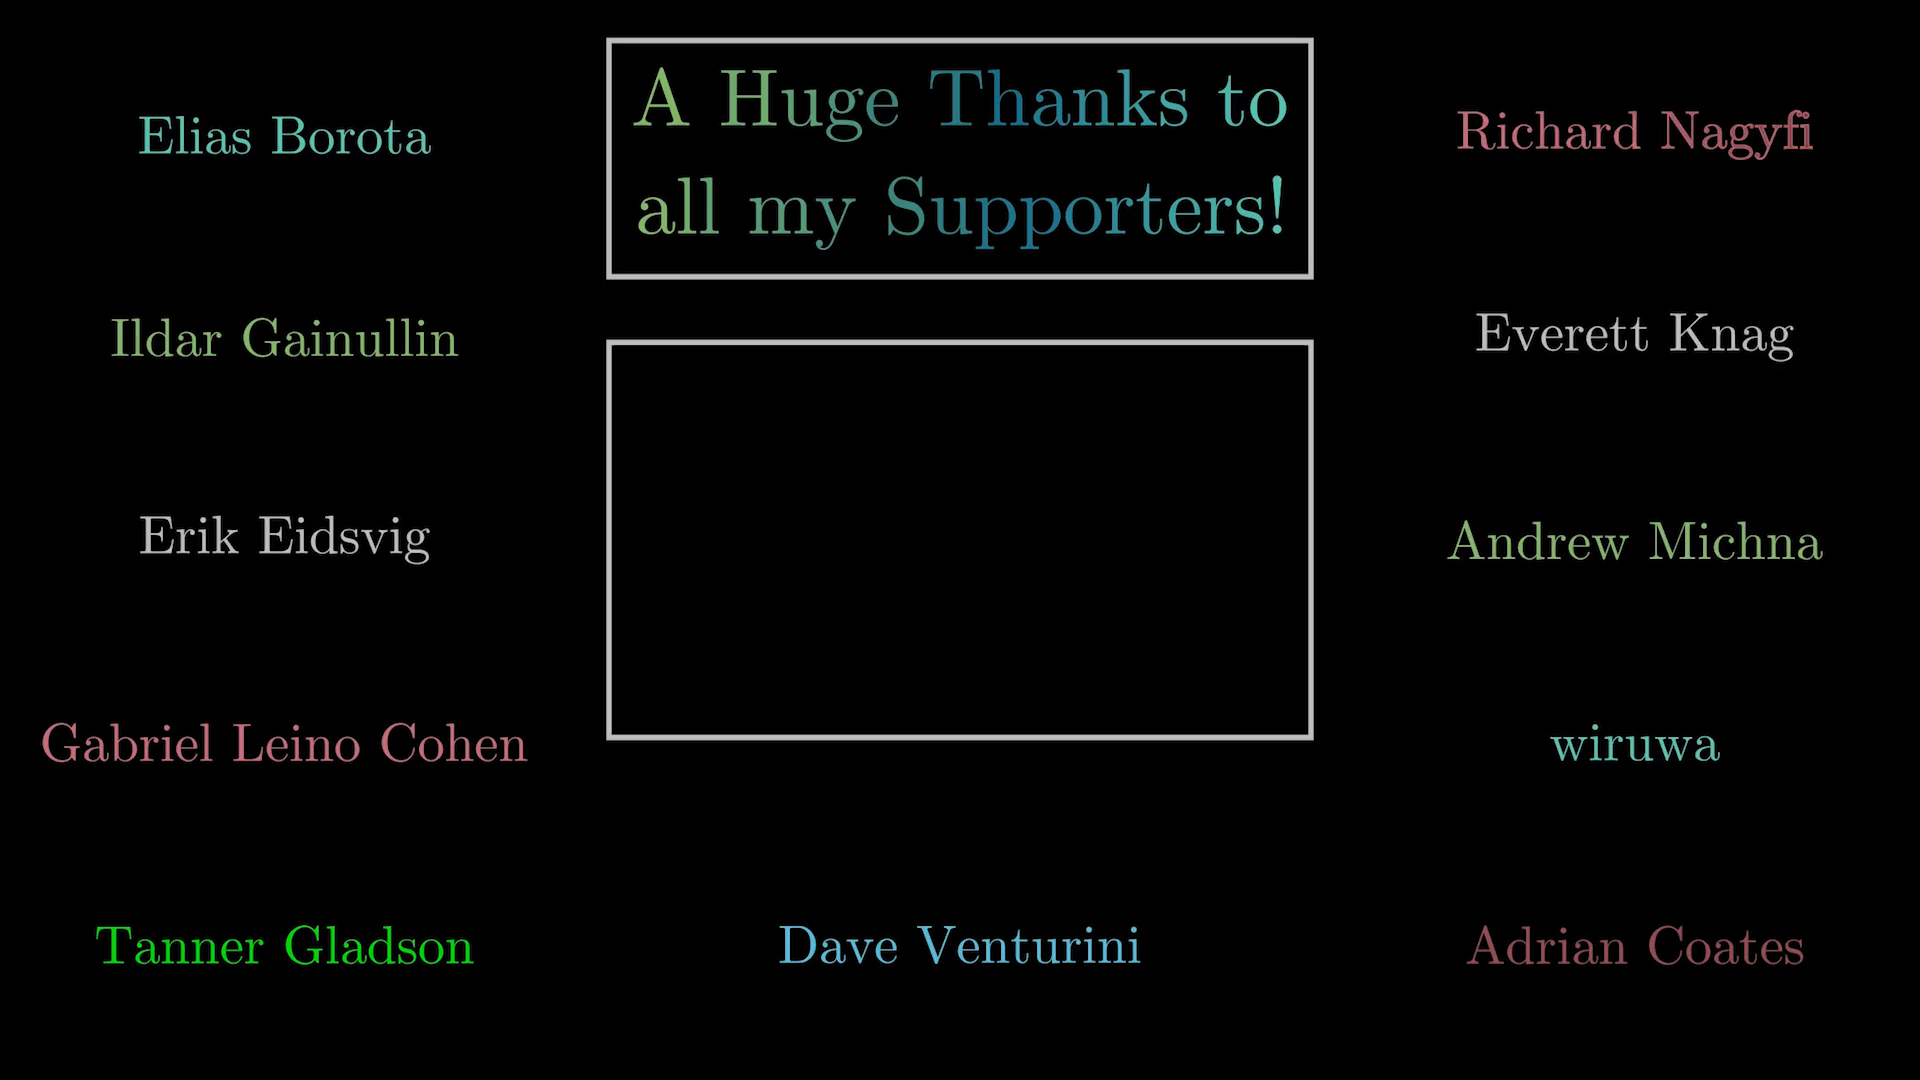 A Huge Thanks to
all my Supporters!
Elias Borota
Richard Nagyfi
Ildar Gainullin
Everett Knag
Erik Eidsvig
Andrew Michna
Gabriel Leino Cohen
wiruwa
Tanner Gladson
Dave Venturini
Adrian Coates